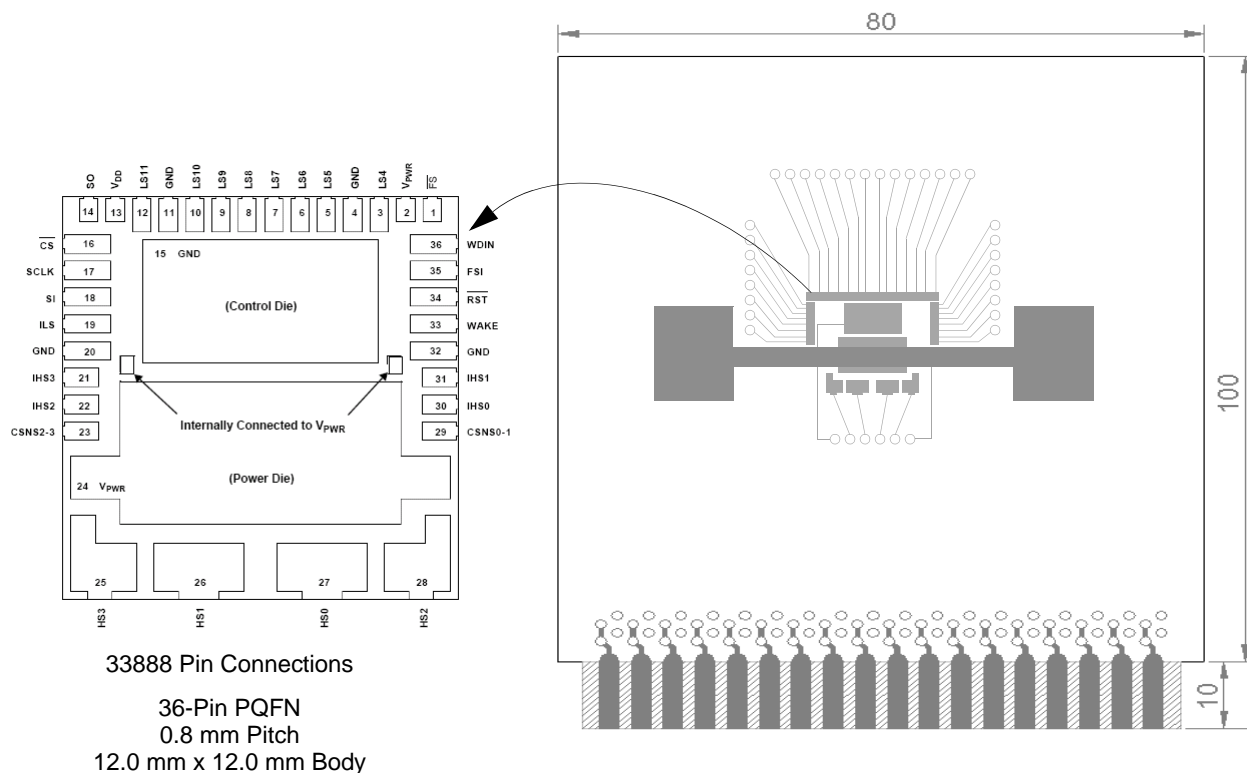 SO
VDD
LS11
GND
LS10
LS9
LS8
LS7
LS6
LS5
GND
LS4
VPWR
FS
14
13
12
11
10
9
8
7
6
5
4
3
2
1
CS
16
SCLK
17
SI
18
ILS
19
GND
20
IHS3
21
IHS2
22
CSNS2-3
23
15 GND
(Control Die)
36
WDIN
35
FSI
34
RST
33
WAKE
32
GND
31
IHS1
30
IHS0
29
CSNS0-1
Internally Connected to VPWR
24 VPWR
(Power Die)
25
26
27
28
HS3
HS1
HS0
HS2
33888 Pin Connections
36-Pin PQFN
0.8 mm Pitch
12.0 mm x 12.0 mm Body
80
100
10